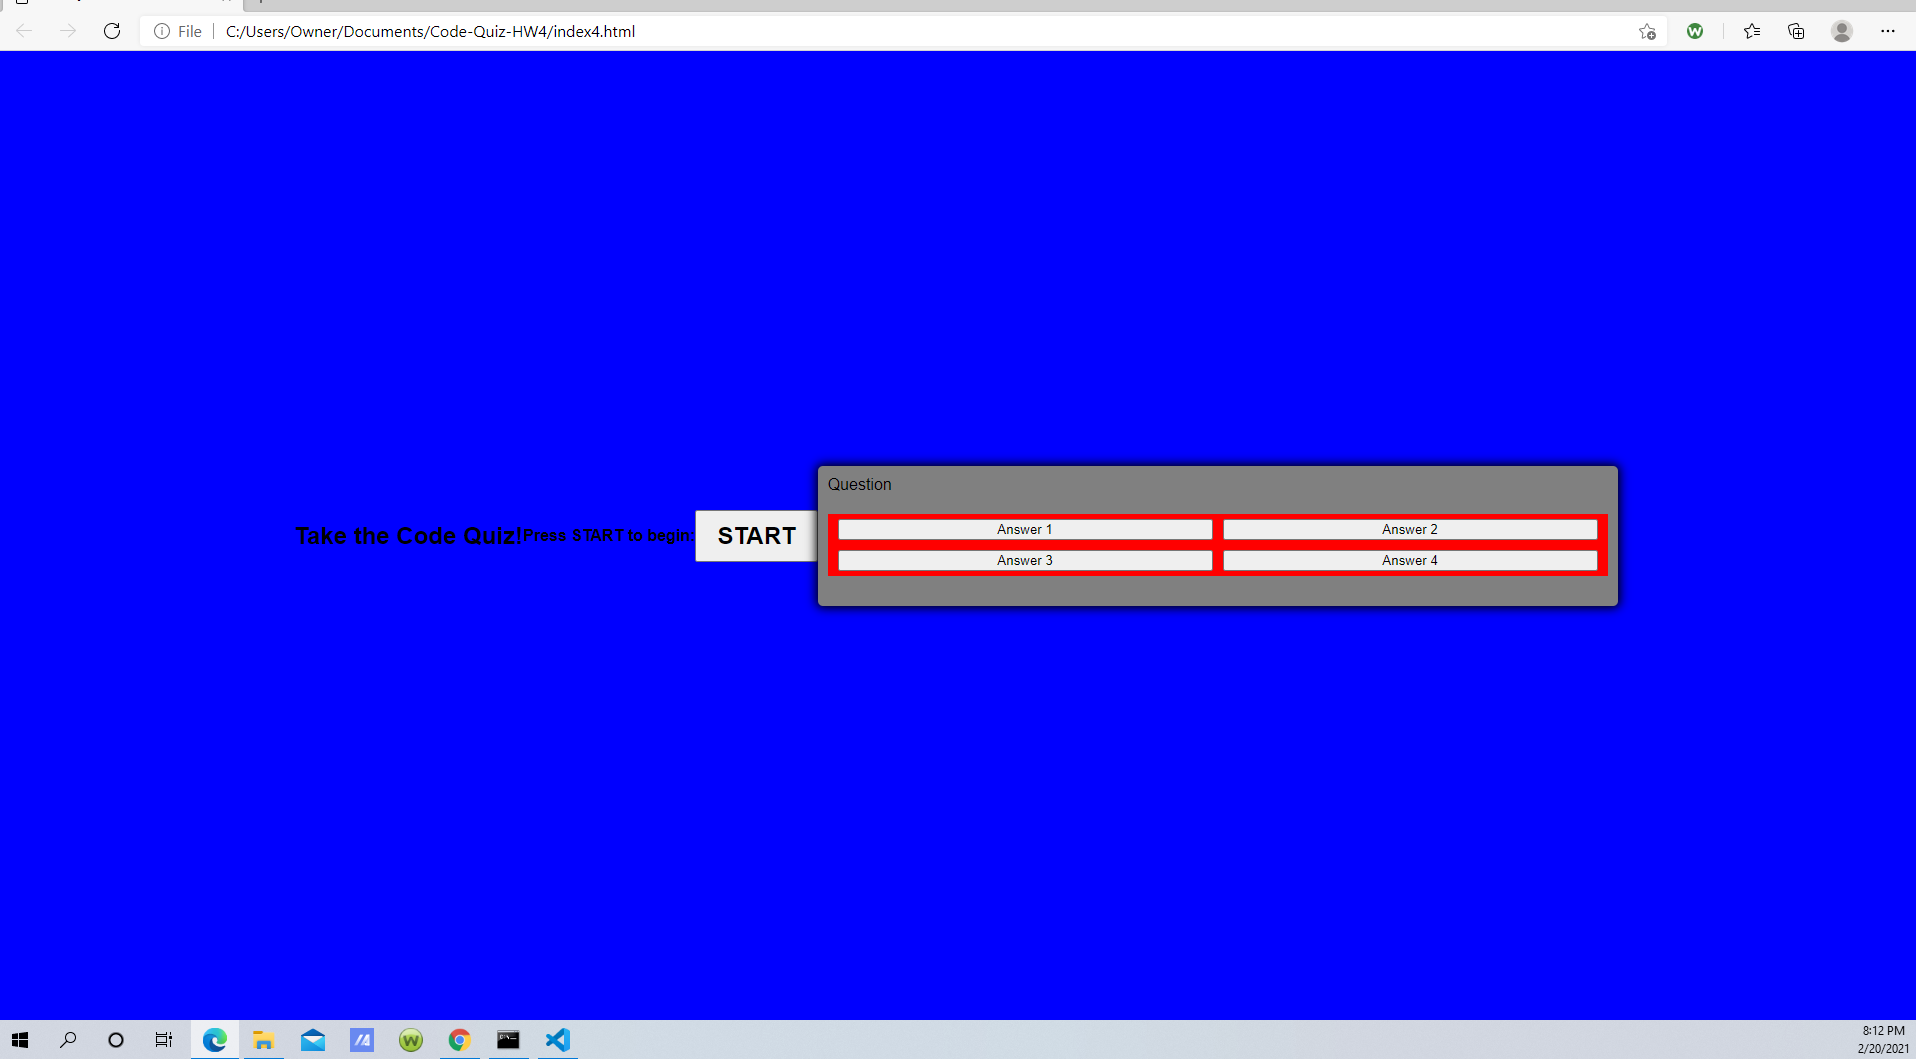 File C:/Users/Owner/Documents/Code-Quiz-HW4/index4.html
Question
Take the Code Quiz! Press START to begin: START
Answer 1 Answer 2
Answer 3 Answer 4
8:12 PM
2/20/2021